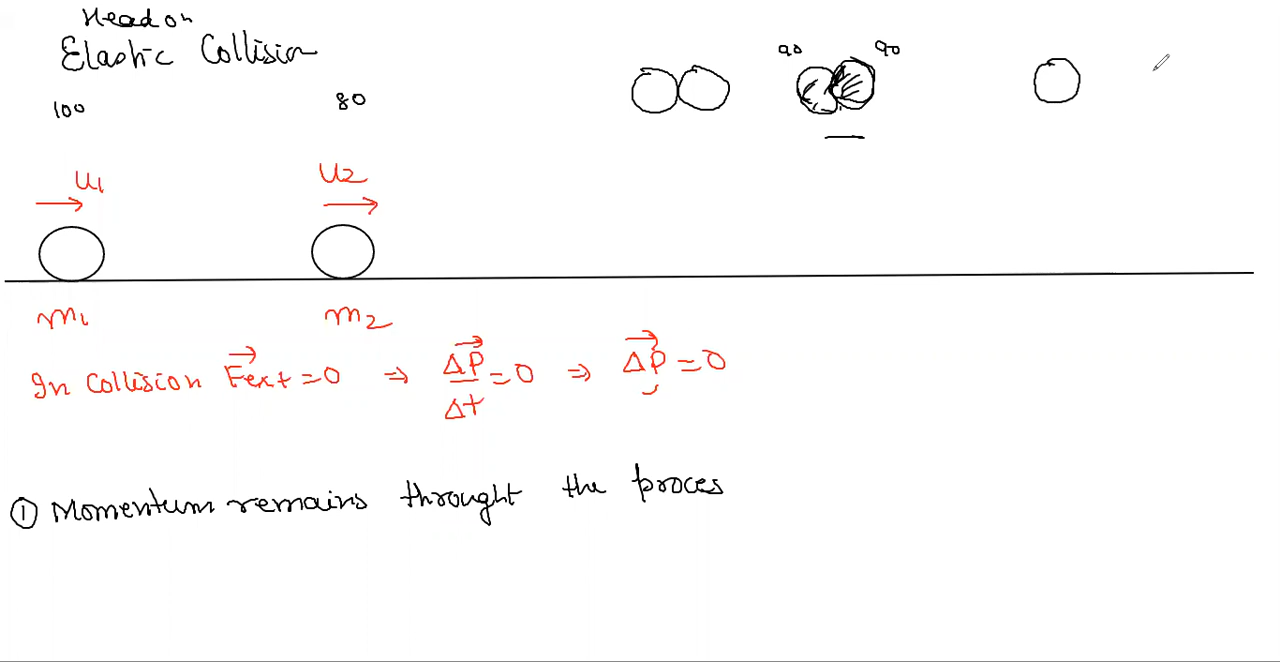 Head on
Elastic Collision
100
80
90
90
U1
U2
m1
m2
In Collision Fext = 0 ⇒ ΔP/Δt = 0 ⇒ ΔP = 0
① Momentum remains throught the proces